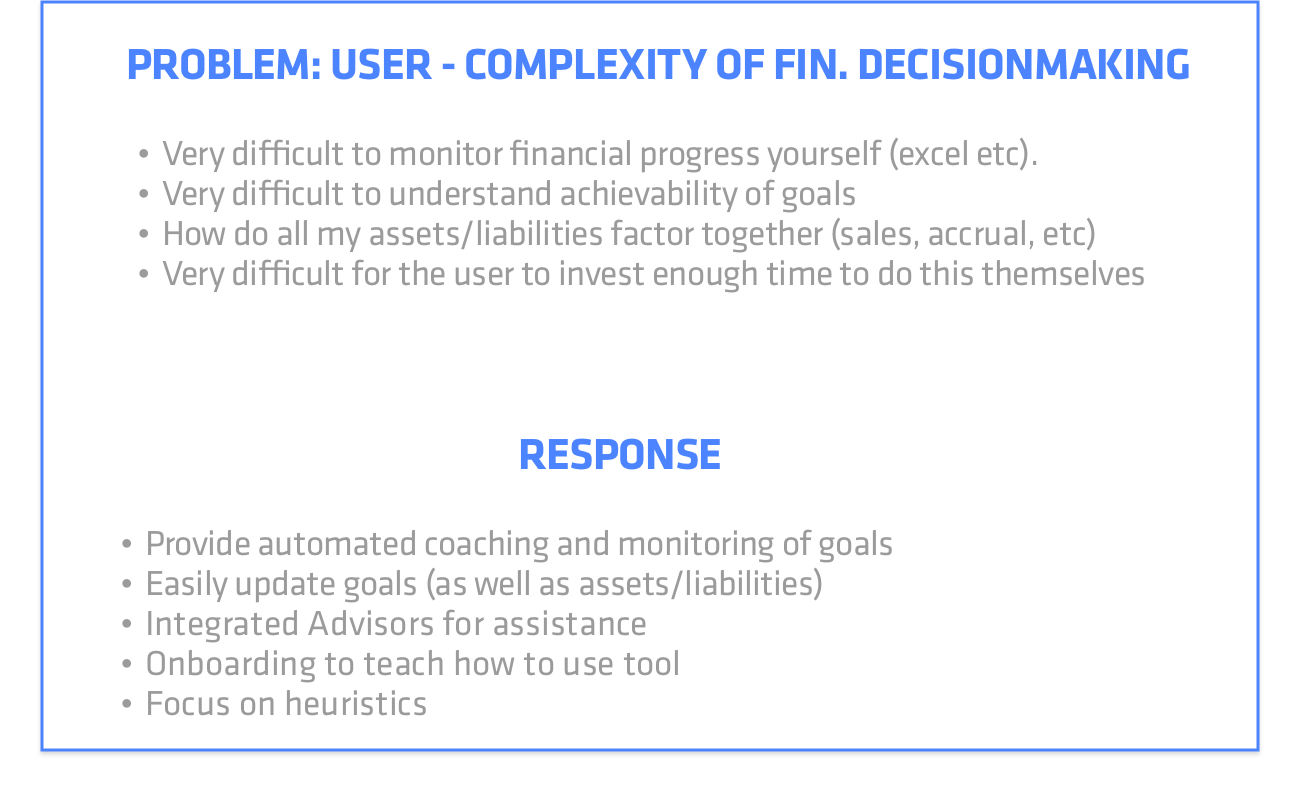 PROBLEM: USER - COMPLEXITY OF FIN. DECISIONMAKING
• Very difficult to monitor financial progress yourself (excel etc).
• Very difficult to understand achievability of goals
• How do all my assets/liabilities factor together (sales, accrual, etc)
• Very difficult for the user to invest enough time to do this themselves
RESPONSE
• Provide automated coaching and monitoring of goals
• Easily update goals (as well as assets/liabilities)
• Integrated Advisors for assistance
• Onboarding to teach how to use tool
• Focus on heuristics